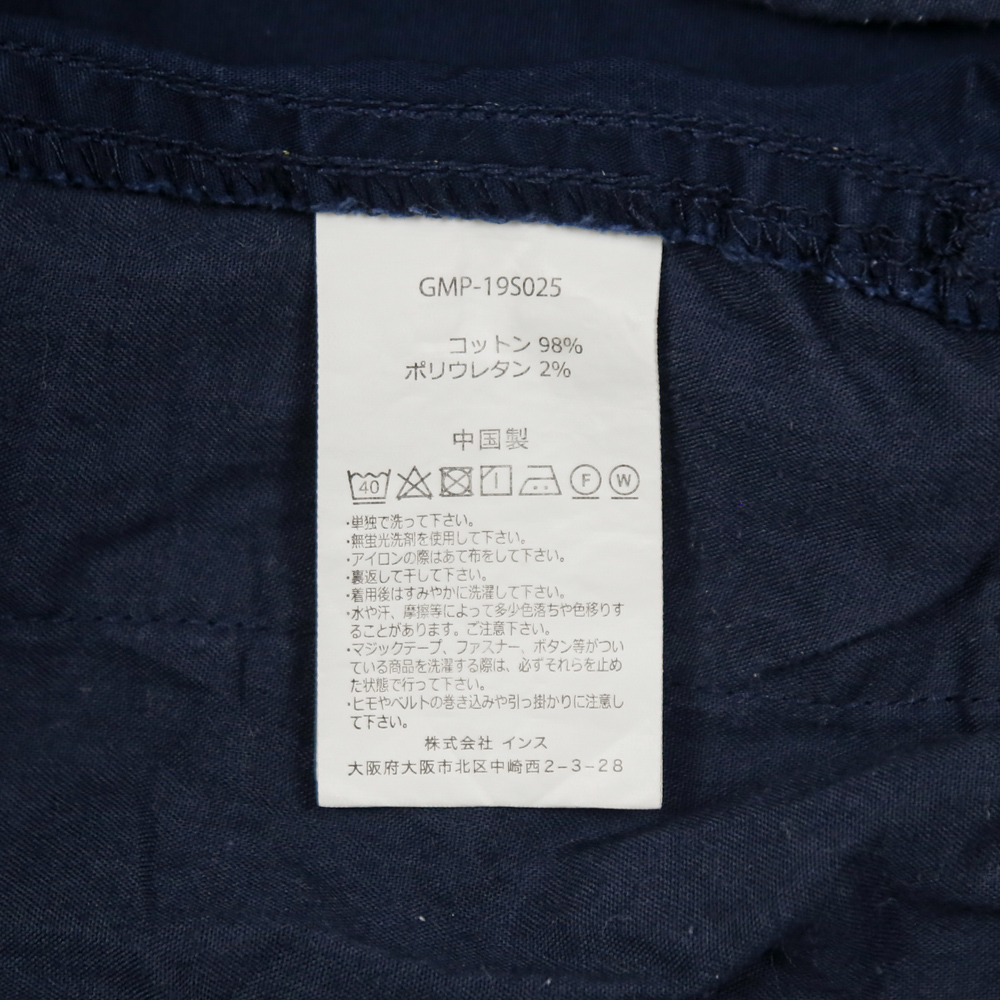 GMP-19S025
コットン 98%
ポリウレタン 2%
中国製
40 F W
・単独で洗って下さい。
・無蛍光洗剤を使用して下さい。
・アイロンの際はあて布をして下さい。
・裏返しして干して下さい。
・着用後はすみやかに洗濯して下さい。
・水や汗、摩擦等によって多少色落ちや色移りす
ることがあります。ご注意下さい。
・マジックテープ、ファスナー、ボタン等がつい
ている商品を洗濯する際は、必ずそれらを止め
た状態で行って下さい。
・ヒモやベルトの巻き込みや引っ掛かりに注意し
て下さい。
株式会社 インス
大阪府大阪市北区中崎西2-3-28